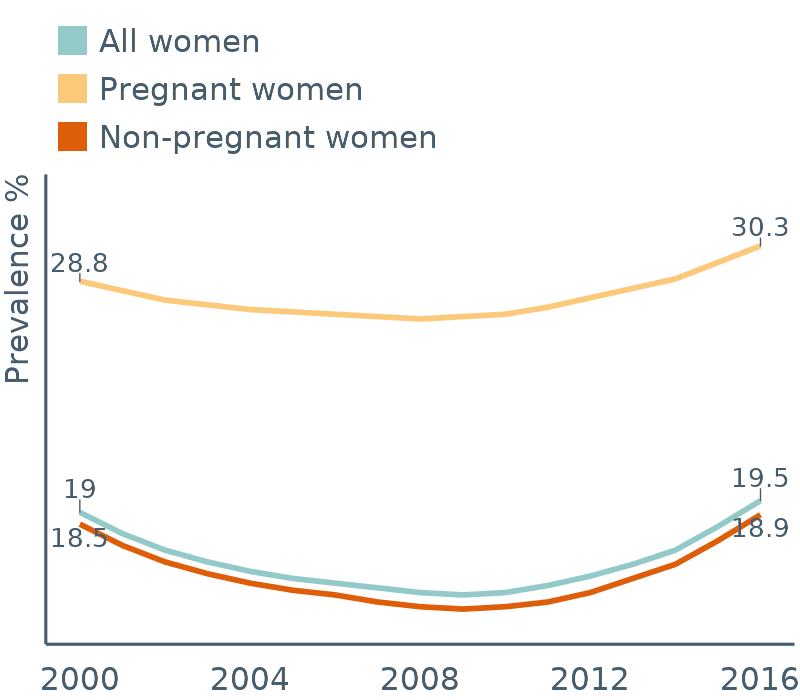 All women
Pregnant women
Non-pregnant women
Prevalence %
30.3
28.8
19
19.5
18.5
18.9
2000 2004 2008 2012 2016